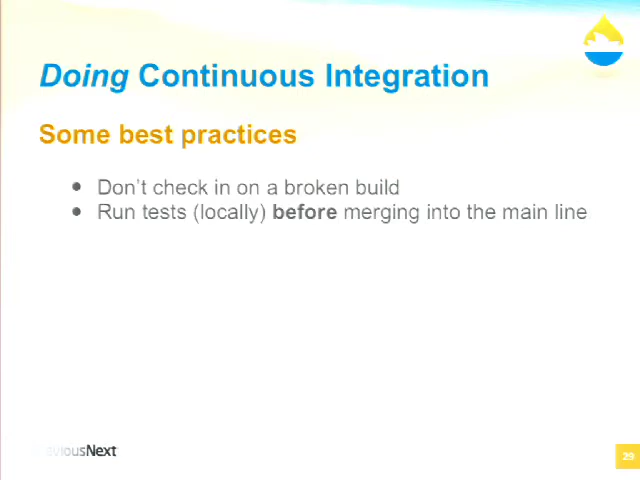 Doing Continuous Integration
Some best practices
• Don't check in on a broken build
• Run tests (locally) before merging into the main line
viousNext
29